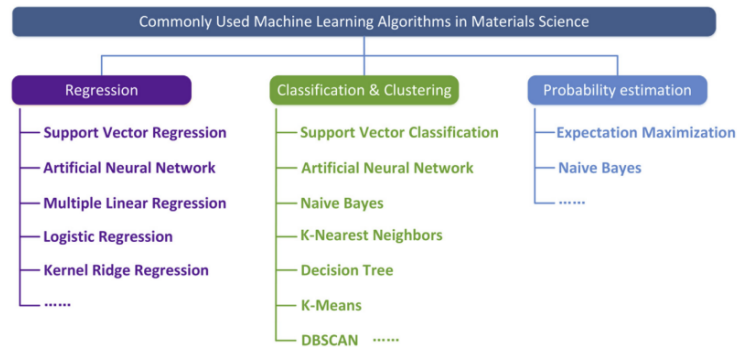 Commonly Used Machine Learning Algorithms in Materials Science
Regression
Support Vector Regression
Artificial Neural Network
Multiple Linear Regression
Logistic Regression
Kernel Ridge Regression
……
Classification & Clustering
Support Vector Classification
Artificial Neural Network
Naive Bayes
K-Nearest Neighbors
Decision Tree
K-Means
DBSCAN ……
Probability estimation
Expectation Maximization
Naive Bayes
……